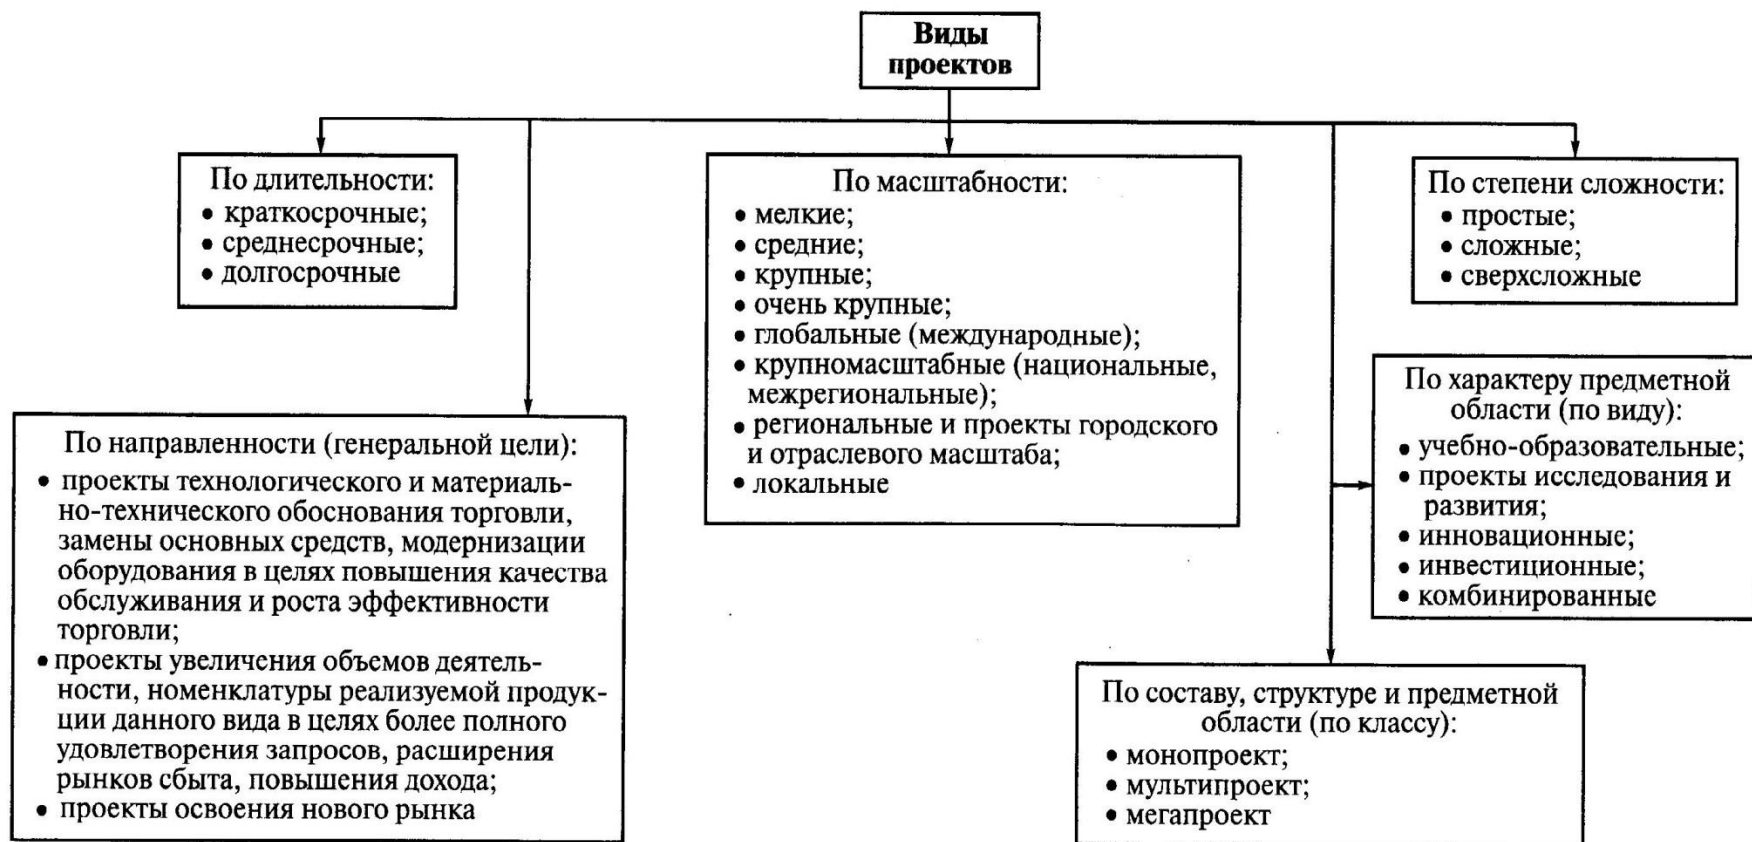 Виды
проектов
По длительности:
• краткосрочные;
• среднесрочные;
• долгосрочные
По масштабности:
• мелкие;
• средние;
• крупные;
• очень крупные;
• глобальные (международные);
• крупномасштабные (национальные,
межрегиональные);
• региональные и проекты городского
и отраслевого масштаба;
• локальные
По степени сложности:
• простые;
• сложные;
• сверхсложные
По направленности (генеральной цели):
• проекты технологического и материаль-
но-технического обоснования торговли,
замены основных средств, модернизации
оборудования в целях повышения качества
обслуживания и роста эффективности
торговли;
• проекты увеличения объемов деятель-
ности, номенклатуры реализуемой продук-
ции данного вида в целях более полного
удовлетворения запросов, расширения
рынков сбыта, повышения дохода;
• проекты освоения нового рынка
По характеру предметной
области (по виду):
• учебно-образовательные;
• проекты исследования и
развития;
• инновационные;
• инвестиционные;
• комбинированные
По составу, структуре и предметной
области (по классу):
• монопроект;
• мультипроект;
• мегапроект